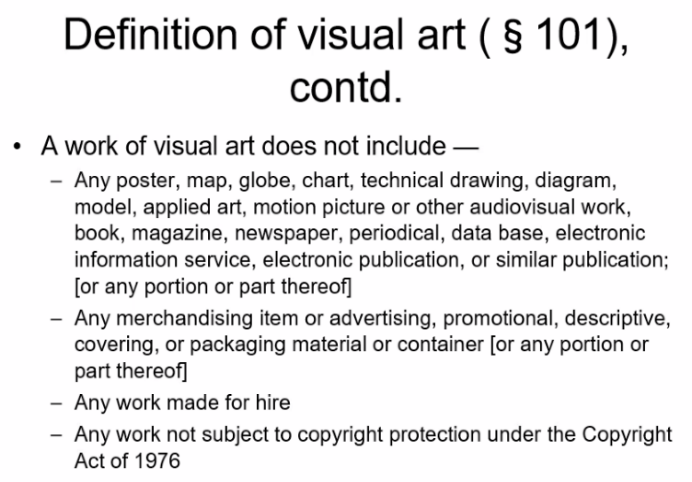 Definition of visual art ( § 101),
contd.
• A work of visual art does not include —
– Any poster, map, globe, chart, technical drawing, diagram,
model, applied art, motion picture or other audiovisual work,
book, magazine, newspaper, periodical, data base, electronic
information service, electronic publication, or similar publication;
[or any portion or part thereof]
– Any merchandising item or advertising, promotional, descriptive,
covering, or packaging material or container [or any portion or
part thereof]
– Any work made for hire
– Any work not subject to copyright protection under the Copyright
Act of 1976